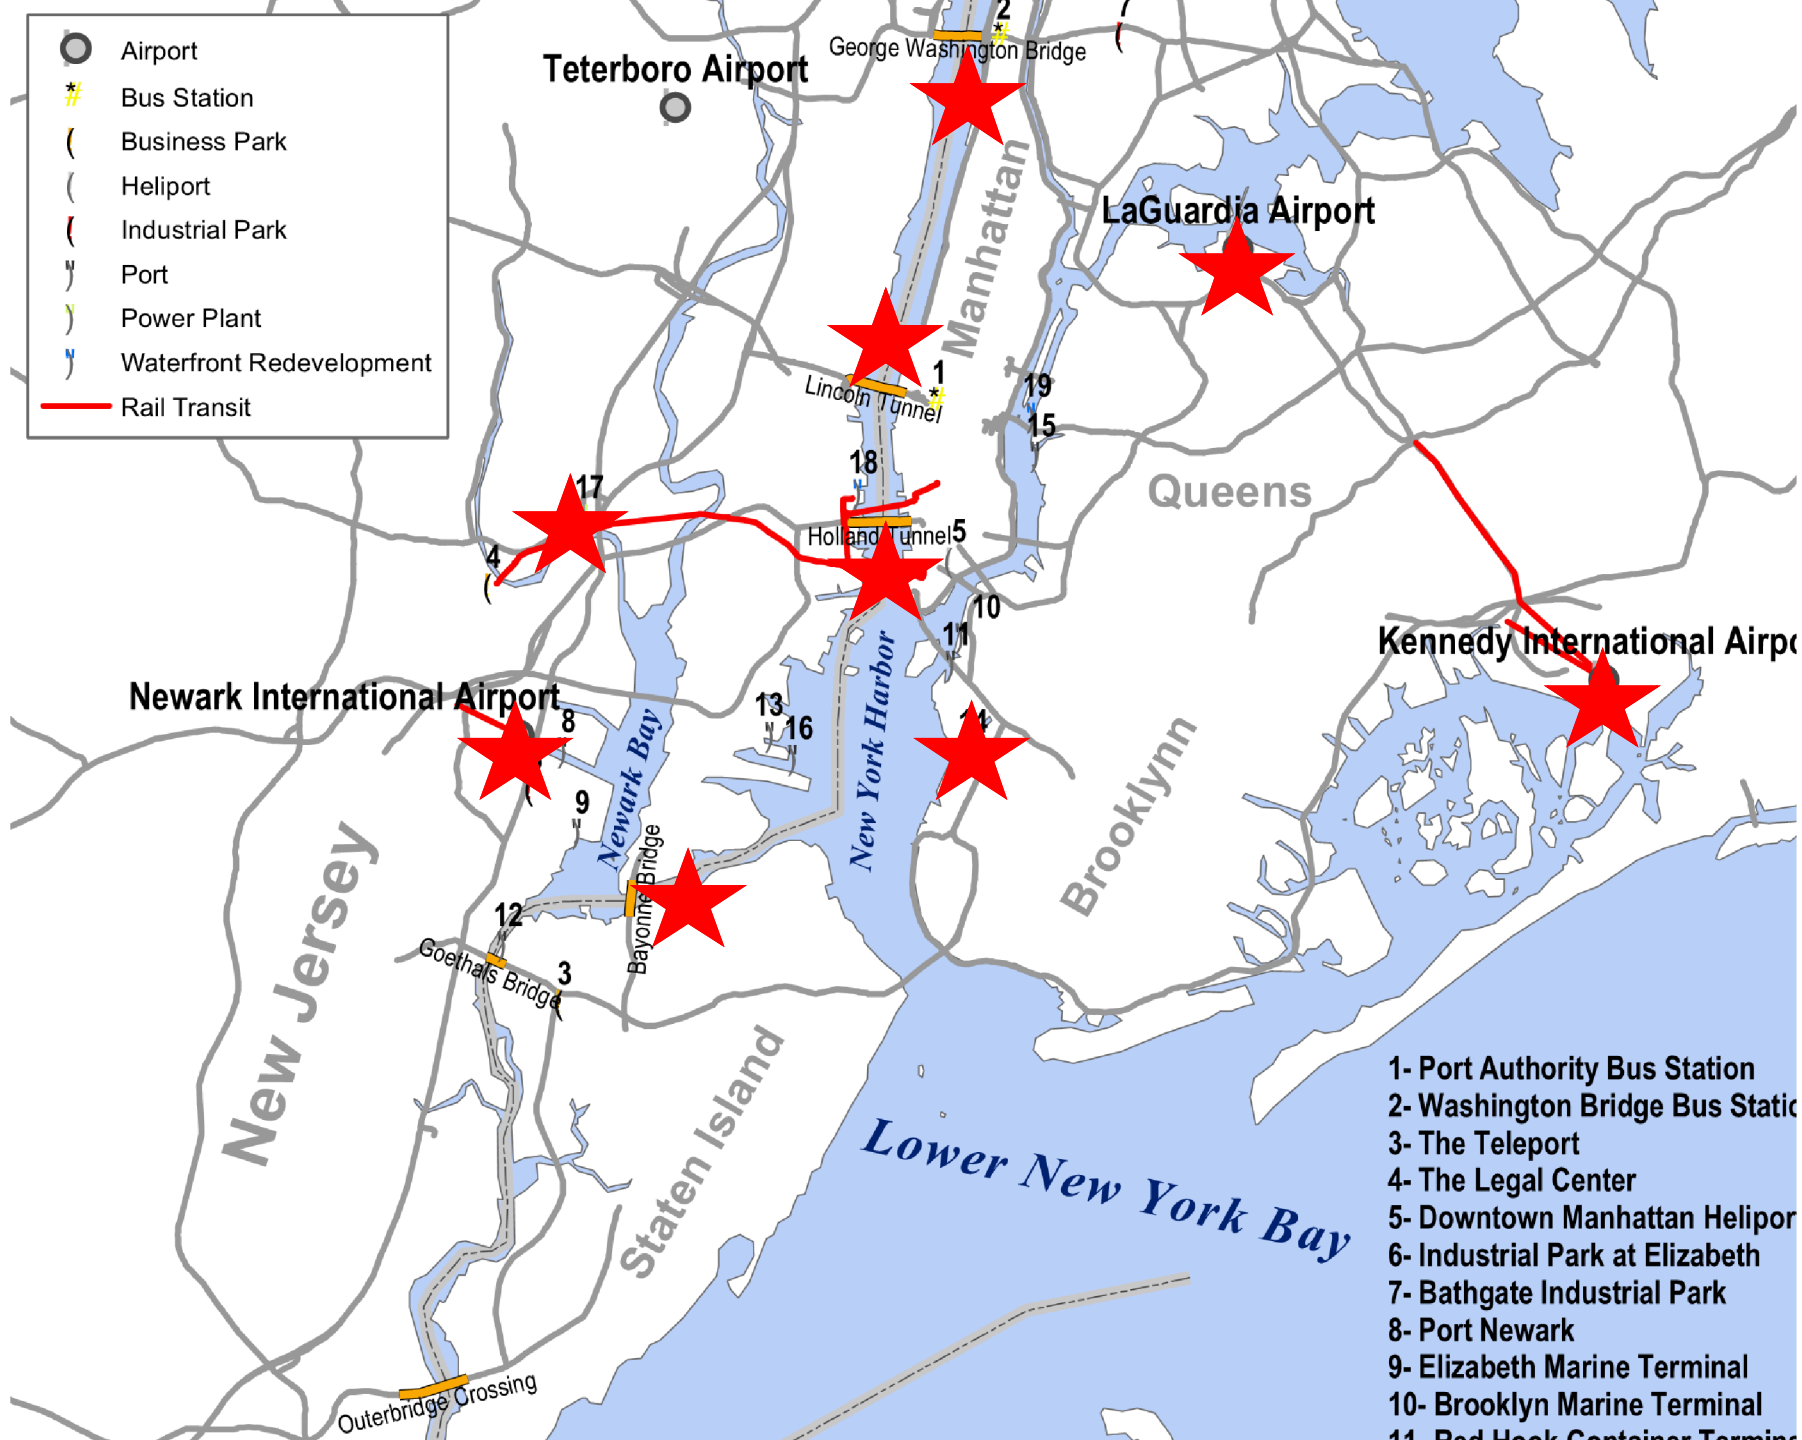 Airport
Bus Station
Business Park
Heliport
Industrial Park
Port
Power Plant
Waterfront Redevelopment
Rail Transit
2
7
George Washington Bridge
Teterboro Airport
Manhattan
LaGuardia Airport
1
Lincoln Tunnel
19
15
18
17
Queens
Holland Tunnel
5
4
10
11
Kennedy International
Newark International Airport
8
13
16
14
9
Newark Bay
New York Harbor
Brooklynn
Bayonne Bridge
12
Goethals Bridge
3
New Jersey
Staten Island
Lower New York Bay
Outerbridge Crossing
1- Port Authority Bus Station
2- Washington Bridge Bus Static
3- The Teleport
4- The Legal Center
5- Downtown Manhattan Helipor
6- Industrial Park at Elizabeth
7- Bathgate Industrial Park
8- Port Newark
9- Elizabeth Marine Terminal
10- Brooklyn Marine Terminal
11- Red Hook Container